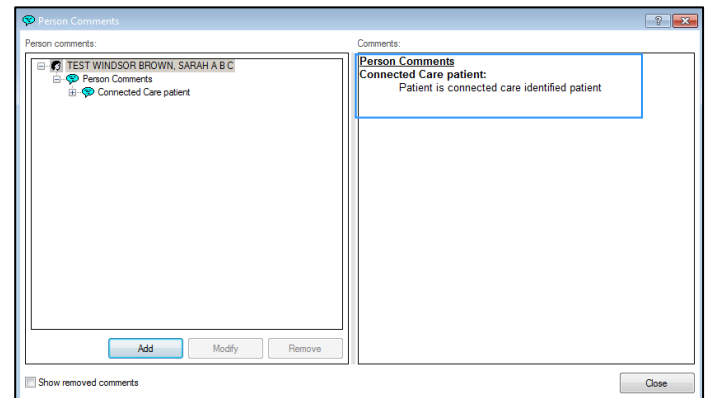 Person Comments
Person comments:
TEST WINDSOR BROWN, SARAH A B C
Person Comments
Connected Care patient
Add
Modify
Remove
Show removed comments
Comments:
Person Comments
Connected Care patient:
Patient is connected care identified patient
Close